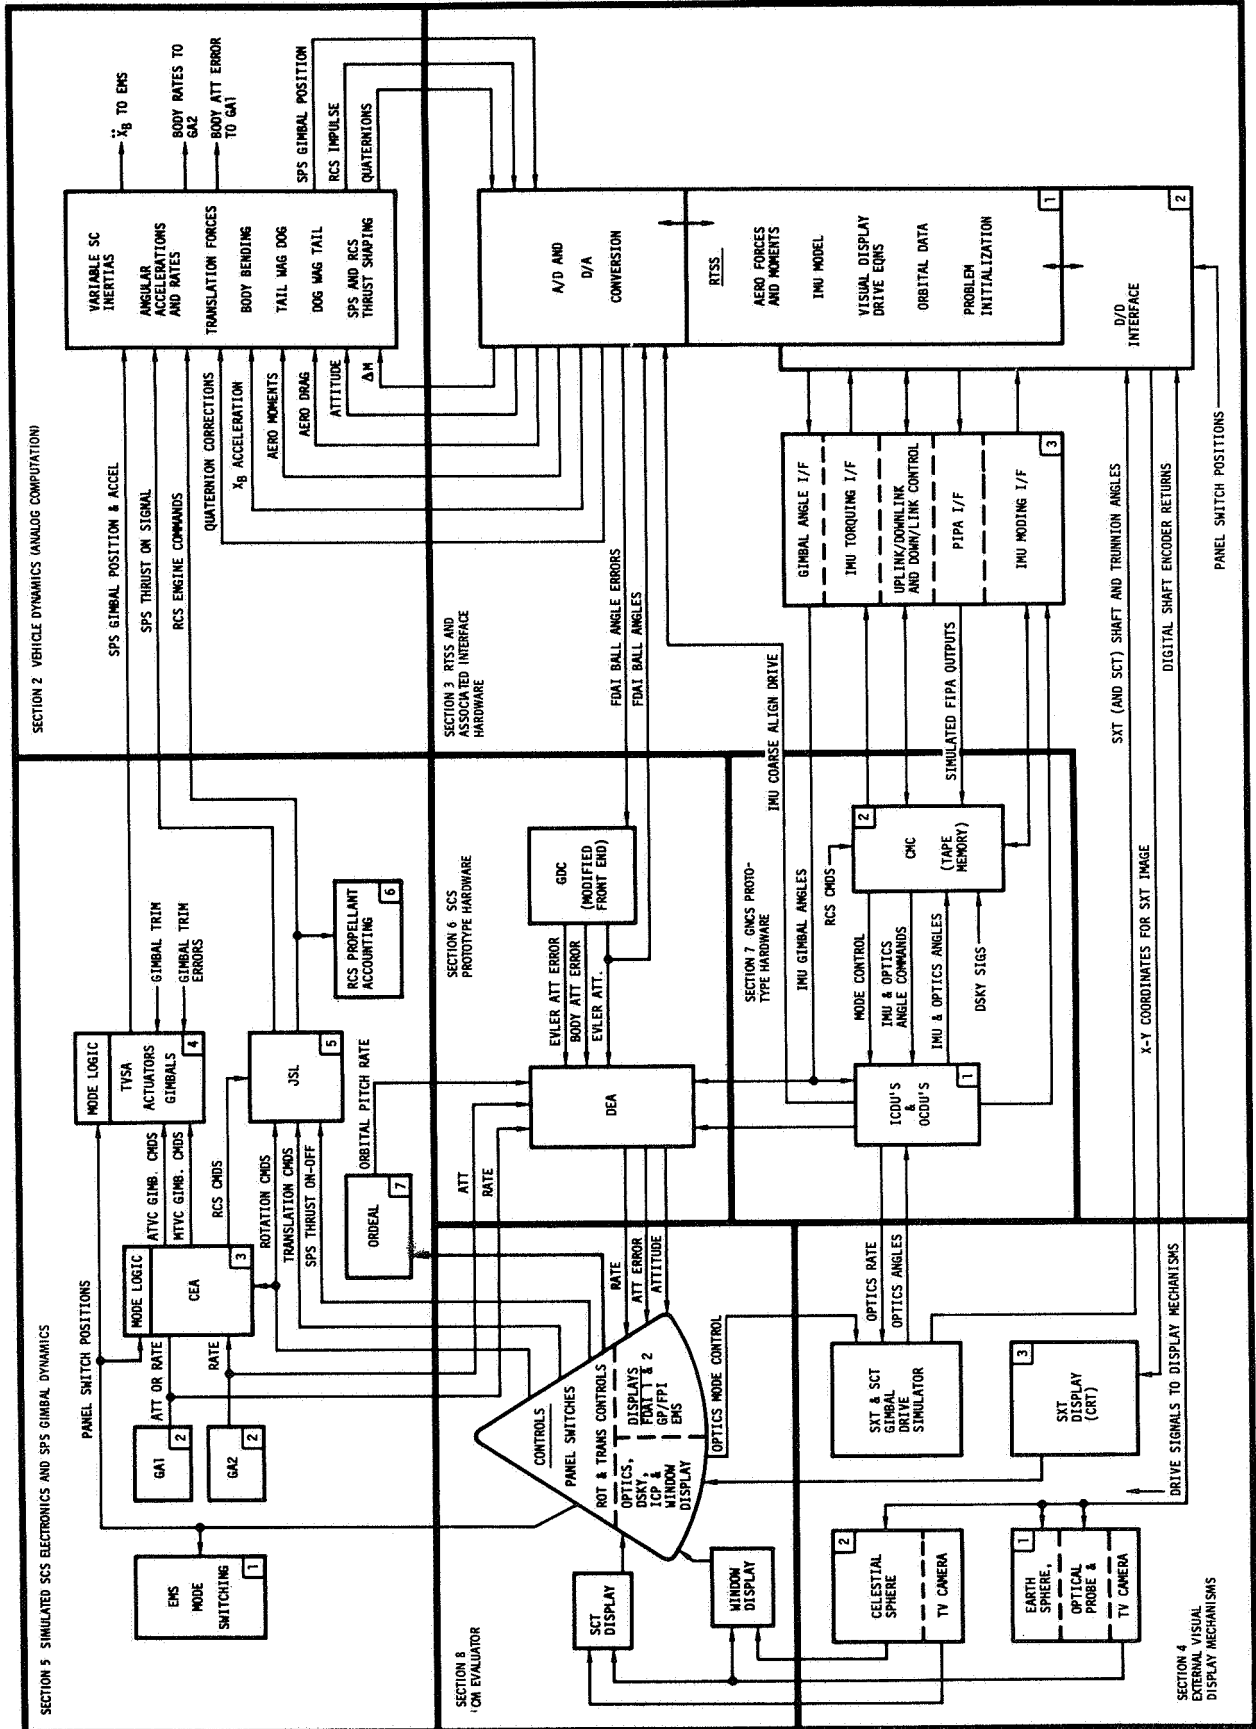 SECTION 5 SIMULATED SCS ELECTRONICS AND SPS GIMBAL DYNAMICS
EMS
MODE
SWITCHING
1
PANEL SWITCH POSITIONS
GA1
2
GA2
2
ATT OR RATE
RATE
MODE LOGIC
CEA
3
ATVC GIMB. CMDS
MTVC GIMB. CMDS
RCS CMDS
ROTATION CMDS
TRANSLATION CMDS
SPS THRUST ON-OFF
MODE LOGIC
TVSA
ACTUATORS
GIMBALS
4
GIMBAL TRIM
GIMBAL TRIM
ERRORS
JSL
5
RCS PROPELLANT
ACCOUNTING
6
ORDEAL
7
ORBITAL PITCH RATE
SECTION 2 VEHICLE DYNAMICS (ANALOG COMPUTATION)
SPS GIMBAL POSITION & ACCEL
SPS THRUST ON SIGNAL
RCS ENGINE COMMANDS
QUATERNION CORRECTIONS
XB ACCELERATION
AERO MOMENTS
AERO DRAG
ATTITUDE
ΔM
VARIABLE SC
INERTIAS
ANGULAR
ACCELERATIONS
AND RATES
TRANSLATION FORCES
BODY BENDING
TAIL WAG DOG
DOG WAG TAIL
SPS AND RCS
THRUST SHAPING
ẌB TO EMS
BODY RATES TO
GA2
BODY ATT ERROR
TO GA1
SPS GIMBAL POSITION
RCS IMPULSE
QUATERNIONS
SECTION 8
CM EVALUATOR
SCT
DISPLAY
WINDOW
DISPLAY
CONTROLS
PANEL SWITCHES
ROT & TRANS CONTROLS
OPTICS,
DSKY,
ICP &
WINDOW
DISPLAY
DISPLAYS
FDAI 1 & 2
GP/FPI
EMS
RATE
ATT ERROR
ATTITUDE
OPTICS MODE CONTROL
SECTION 6 SCS
PROTOTYPE HARDWARE
ATT
RATE
DEA
EVLER ATT ERROR
BODY ATT ERROR
EVLER ATT.
GDC
(MODIFIED
FRONT END)
SECTION 3 RTSS AND
ASSOCIATED INTERFACE
HARDWARE
FDAI BALL ANGLE ERRORS
FDAI BALL ANGLES
A/D AND
D/A
CONVERSION
RTSS
AERO FORCES
AND MOMENTS
IMU MODEL
VISUAL DISPLAY
DRIVE EQNS
ORBITAL DATA
PROBLEM
INITIALIZATION
1
D/D
INTERFACE
2
SECTION 7 GNCS PROTO-
TYPE HARDWARE
IMU COARSE ALIGN DRIVE
IMU GIMBAL ANGLES
RCS CMDS
MODE CONTROL
IMU & OPTICS
ANGLE COMMANDS
IMU & OPTICS ANGLES
DSKY SIGS
ICDU'S
&
OCDU'S
1
CMC
(TAPE
MEMORY)
2
SIMULATED FIPA OUTPUTS
GIMBAL ANGLE I/F
IMU TORQUING I/F
UPLINK/DOWNLINK
AND DOWN/LINK CONTROL
PIPA I/F
IMU MODING I/F
3
SECTION 4
EXTERNAL VISUAL
DISPLAY MECHANISMS
CELESTIAL
SPHERE
TV CAMERA
2
EARTH
SPHERE,
OPTICAL
PROBE &
TV CAMERA
1
SXT & SCT
GIMBAL
DRIVE
SIMULATOR
OPTICS RATE
OPTICS ANGLES
SXT
DISPLAY
(CRT)
3
DRIVE SIGNALS TO DISPLAY MECHANISMS
SXT (AND SCT) SHAFT AND TRUNNION ANGLES
X-Y COORDINATES FOR SXT IMAGE
DIGITAL SHAFT ENCODER RETURNS
PANEL SWITCH POSITIONS